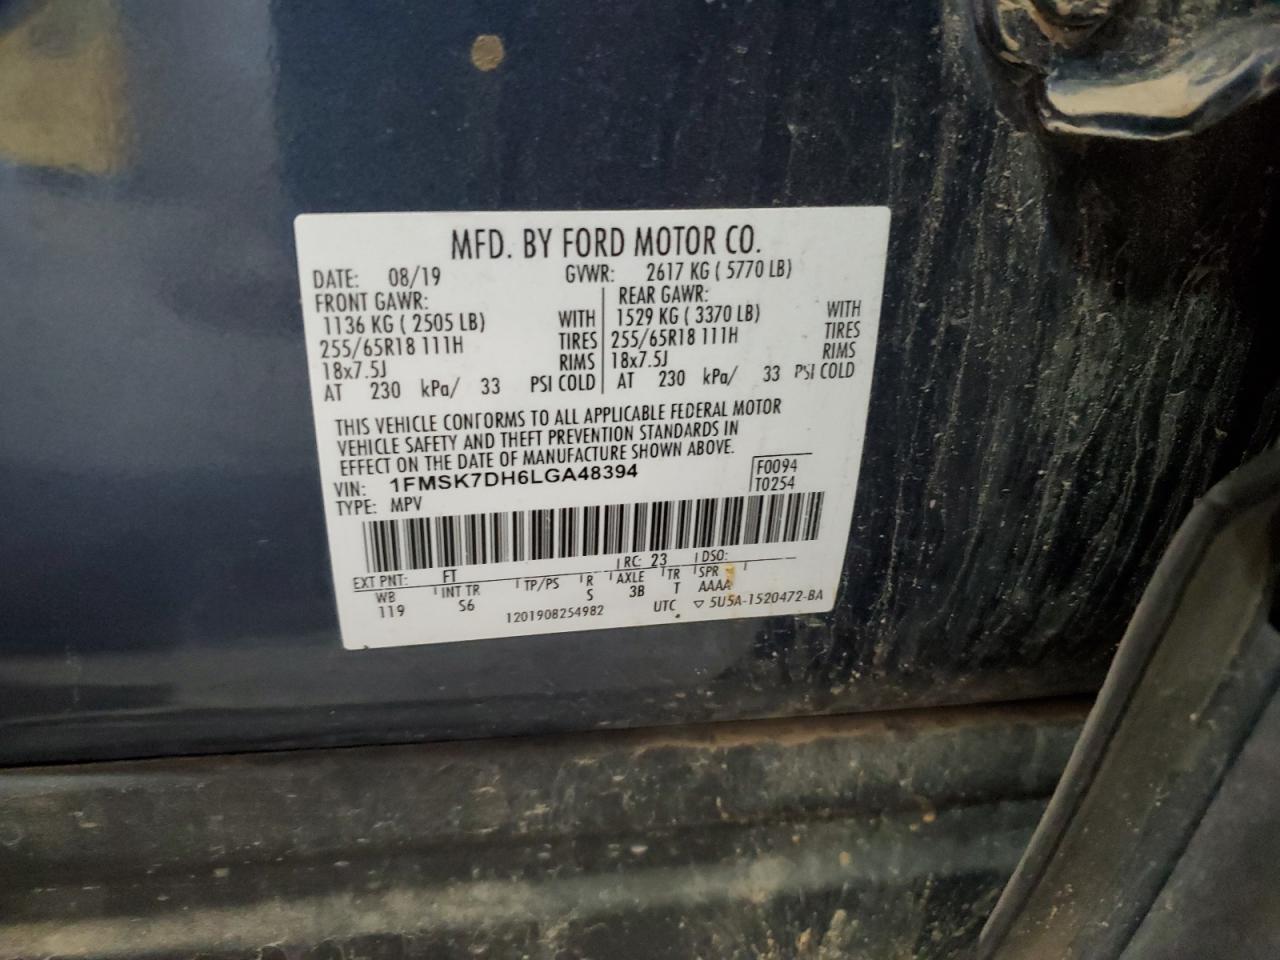 MFD. BY FORD MOTOR CO.
DATE: 08/19 GVWR: 2617 KG ( 5770 LB)
FRONT GAWR: REAR GAWR:
1136 KG ( 2505 LB) WITH 1529 KG ( 3370 LB) WITH
255/65R18 111H TIRES 255/65R18 111H TIRES
18x7.5J RIMS 18x7.5J RIMS
AT 230 kPa/ 33 PSI COLD AT 230 kPa/ 33 PSI COLD
THIS VEHICLE CONFORMS TO ALL APPLICABLE FEDERAL MOTOR
VEHICLE SAFETY AND THEFT PREVENTION STANDARDS IN
EFFECT ON THE DATE OF MANUFACTURE SHOWN ABOVE.
VIN: 1FMSK7DH6LGA48394 F0094
TYPE: MPV T0254
EXT PNT: FT RC: 23 DSO:
WB INT TR TP/PS R AXLE TR SPR
119 S6 S 3B T AAAA
1201908254982 UTC ▽ 5U5A-1520472-BA